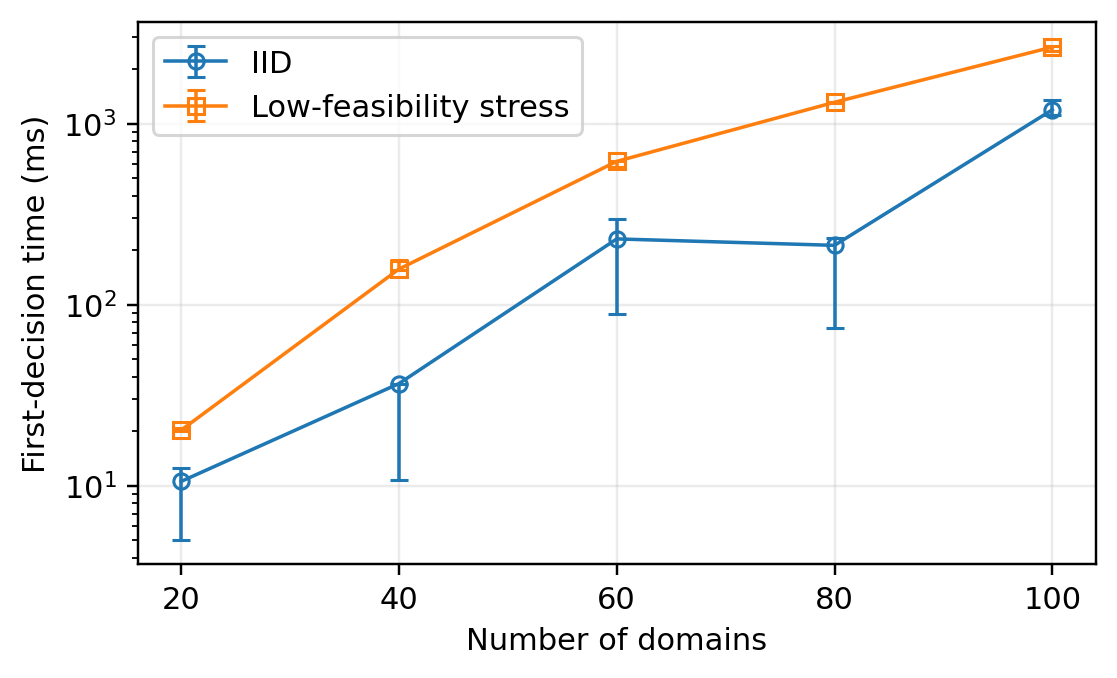 IID
Low-feasibility stress
First-decision time (ms)
10³
10²
10¹
20 40 60 80 100
Number of domains